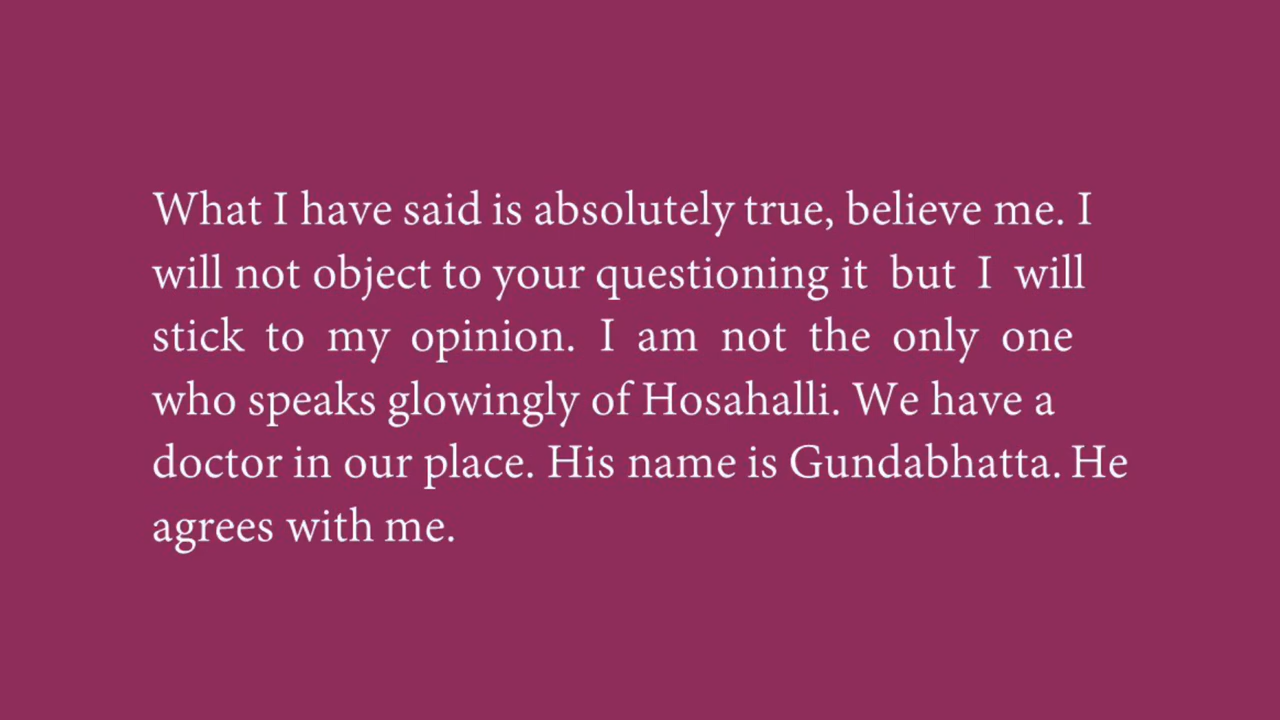 What I have said is absolutely true, believe me. I
will not object to your questioning it but I will
stick to my opinion. I am not the only one
who speaks glowingly of Hosahalli. We have a
doctor in our place. His name is Gundabhatta. He
agrees with me.